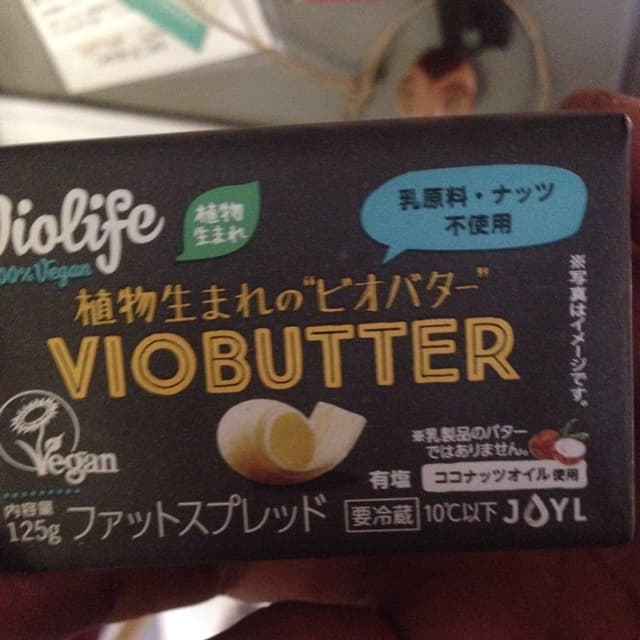 Violife
100% Vegan
植物
生まれ
乳原料・ナッツ
不使用
植物生まれの“ビオバター”
VIOBUTTER
※写真はイメージです。
Vegan
※乳製品のバター
ではありません。
有塩
ココナッツオイル使用
内容量
125g
ファットスプレッド
要冷蔵
10℃以下
JOYL